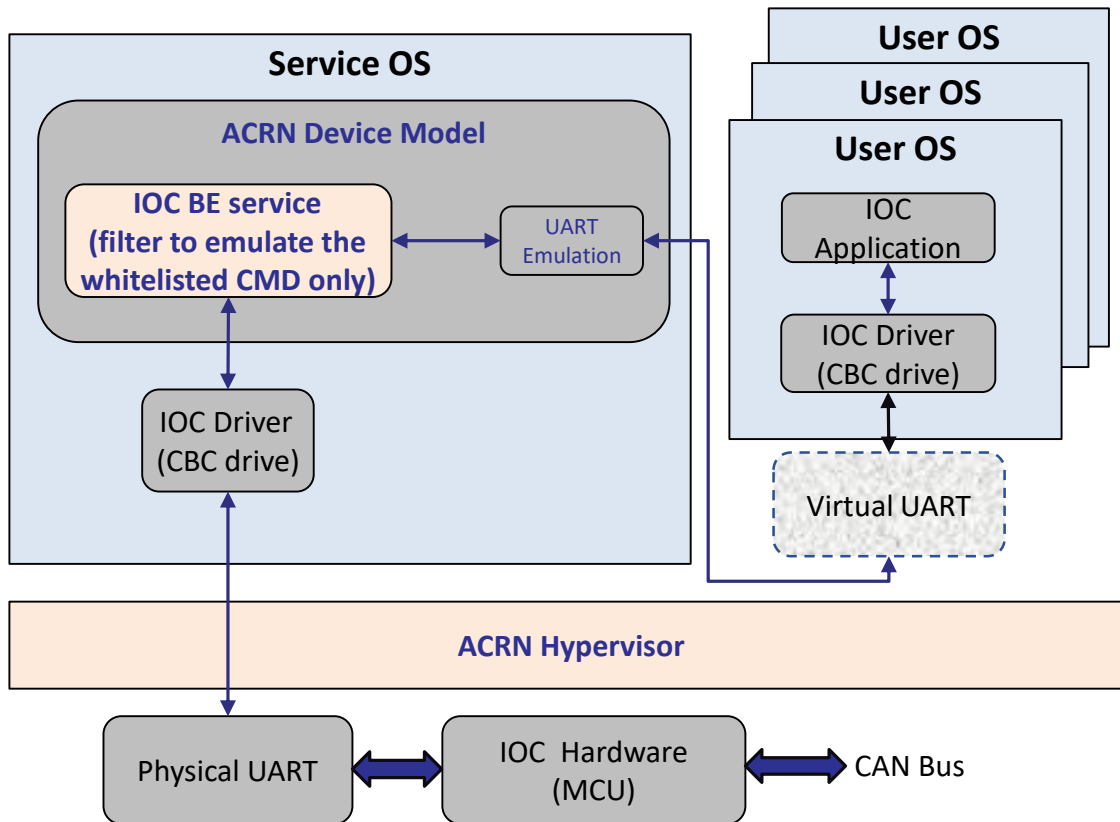 Service OS
ACRN Device Model
IOC BE service
(filter to emulate the
whitelisted CMD only)
UART
Emulation
IOC Driver
(CBC drive)
User OS
User OS
User OS
IOC
Application
IOC Driver
(CBC drive)
Virtual UART
ACRN Hypervisor
Physical UART
IOC Hardware
(MCU)
CAN Bus